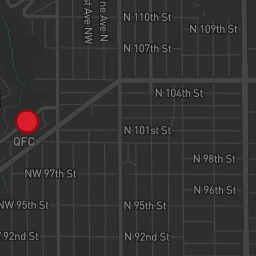 N 110th St
N 109th St
N 107th St
N 104th St
N 101st St
QFC
N 98th St
NW 97th St
N 96th St
NW 95th St
N 95th St
92nd St
N 92nd St
st Ave NW
ne Ave N